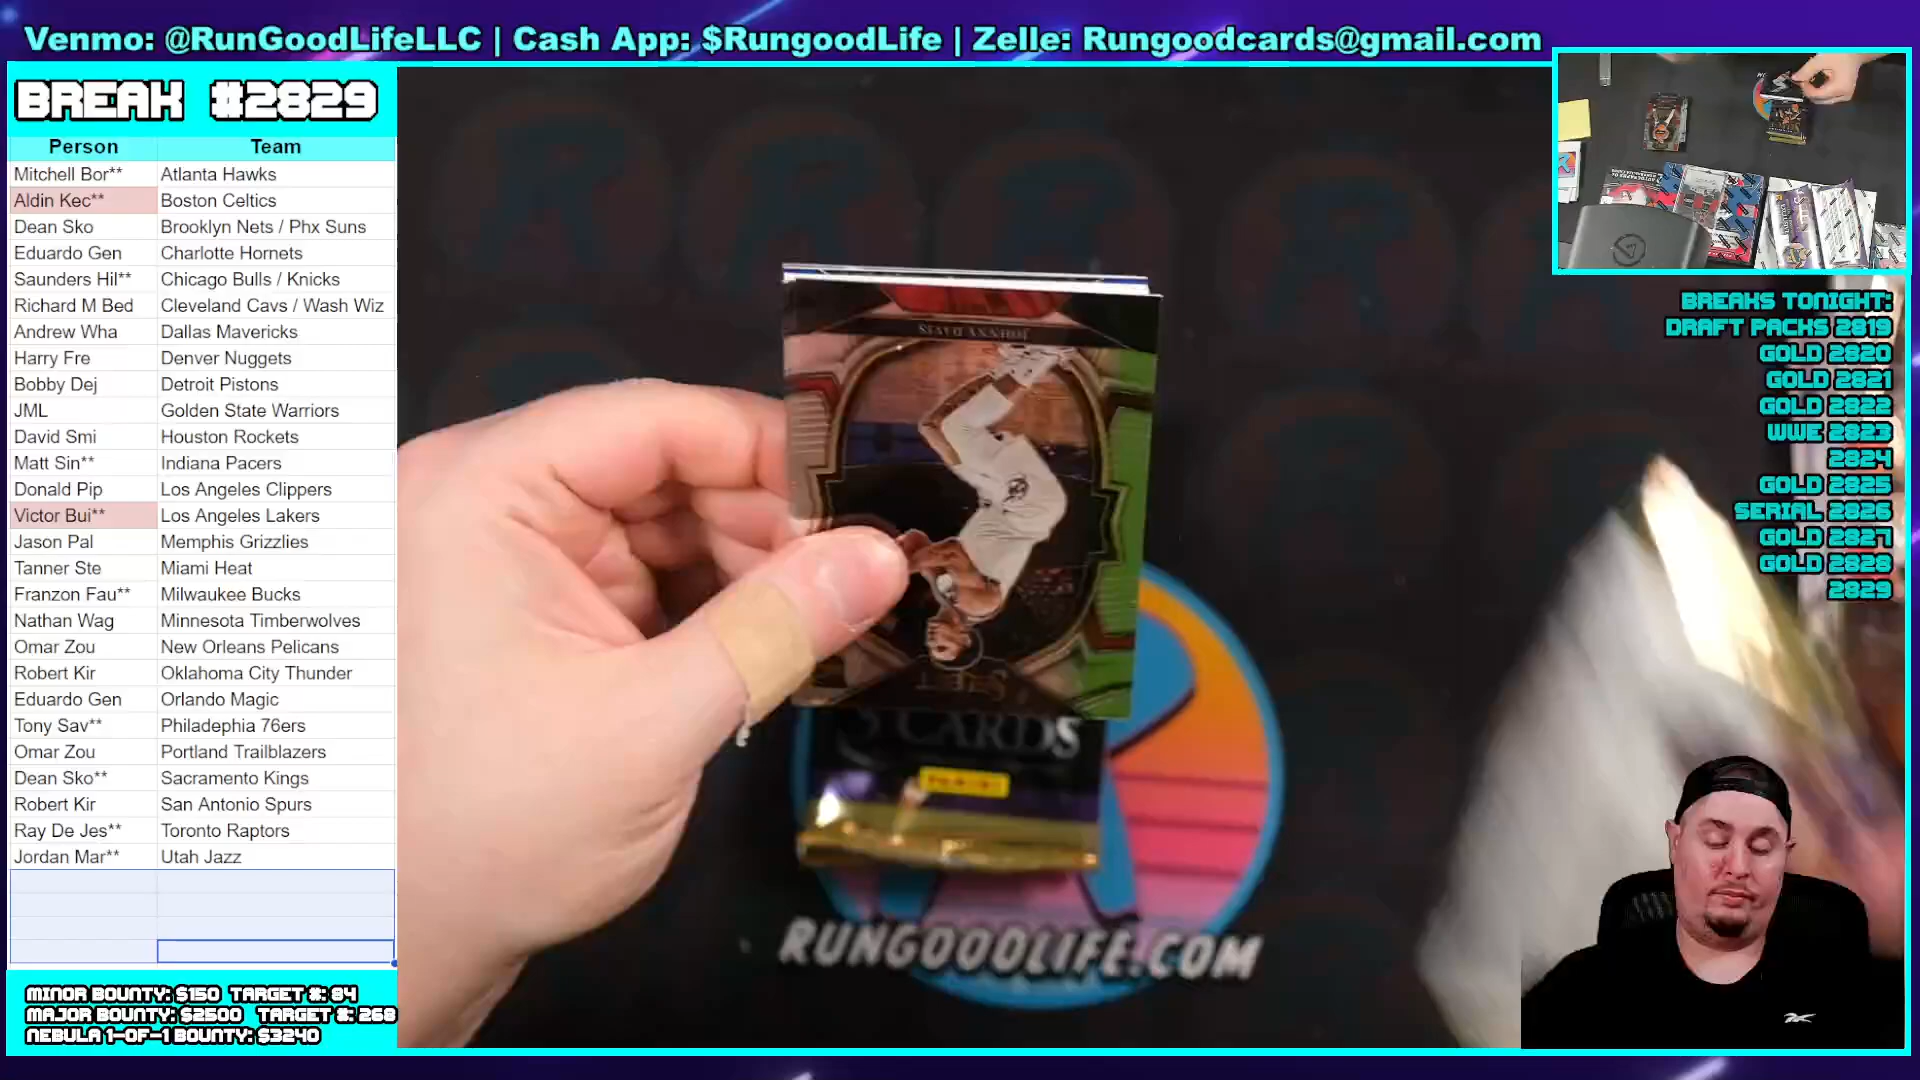 Venmo: @RunGoodLifeLLC | Cash App: $RungoodLife | Zelle: Rungoodcards@gmail.com
BREAK #2829
Person Team
Mitchell Bor** Atlanta Hawks
Aldin Kec** Boston Celtics
Dean Sko Brooklyn Nets / Phx Suns
Eduardo Gen Charlotte Hornets
Saunders Hil** Chicago Bulls / Knicks
Richard M Bed Cleveland Cavs / Wash Wiz
Andrew Wha Dallas Mavericks
Harry Fre Denver Nuggets
Bobby Dej Detroit Pistons
JML Golden State Warriors
David Smi Houston Rockets
Matt Sin** Indiana Pacers
Donald Pip Los Angeles Clippers
Victor Bui** Los Angeles Lakers
Jason Pal Memphis Grizzlies
Tanner Ste Miami Heat
Franzon Fau** Milwaukee Bucks
Nathan Wag Minnesota Timberwolves
Omar Zou New Orleans Pelicans
Robert Kir Oklahoma City Thunder
Eduardo Gen Orlando Magic
Tony Sav** Philadephia 76ers
Omar Zou Portland Trailblazers
Dean Sko** Sacramento Kings
Robert Kir San Antonio Spurs
Ray De Jes** Toronto Raptors
Jordan Mar** Utah Jazz
MINOR BOUNTY: $150 TARGET #: 84
MAJOR BOUNTY: $2500 TARGET #: 268
NEBULA 1-OF-1 BOUNTY: $3240
JOHNNY DAVIS
SELECT
5 CARDS
PANINI
RUNGOODLIFE.COM
BREAKS TONIGHT:
DRAFT PACKS 2819
GOLD 2820
GOLD 2821
GOLD 2822
WWE 2823
2824
GOLD 2825
SERIAL 2826
GOLD 2827
GOLD 2828
2829